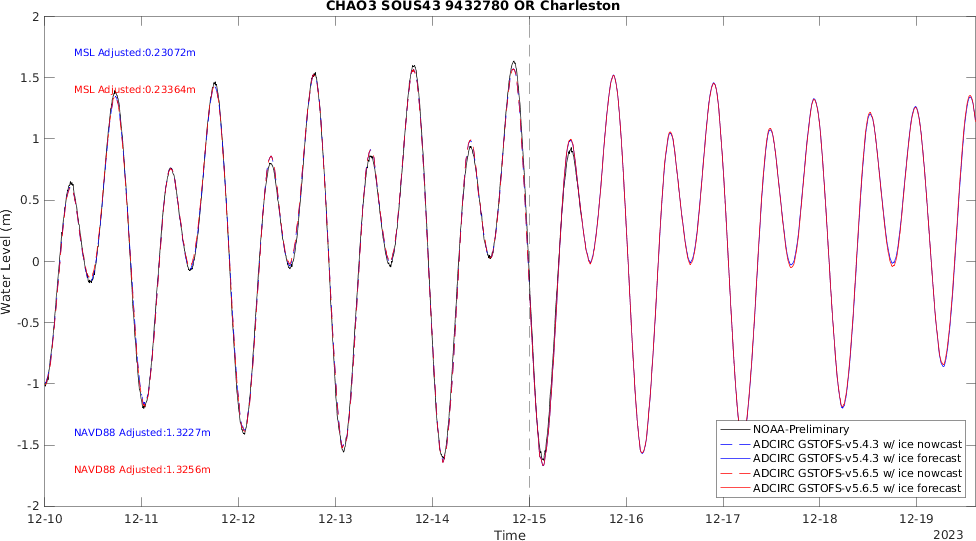 CHAO3 SOUS43 9432780 OR Charleston
MSL Adjusted:0.23072m
MSL Adjusted:0.23364m
NAVD88 Adjusted:1.3227m
NAVD88 Adjusted:1.3256m
Water Level (m)
2
1.5
1
0.5
0
-0.5
-1
-1.5
-2
NOAA-Preliminary
ADCIRC GSTOFS-v5.4.3 w/ ice nowcast
ADCIRC GSTOFS-v5.4.3 w/ ice forecast
ADCIRC GSTOFS-v5.6.5 w/ ice nowcast
ADCIRC GSTOFS-v5.6.5 w/ ice forecast
12-10 12-11 12-12 12-13 12-14 12-15 12-16 12-17 12-18 12-19
Time
2023